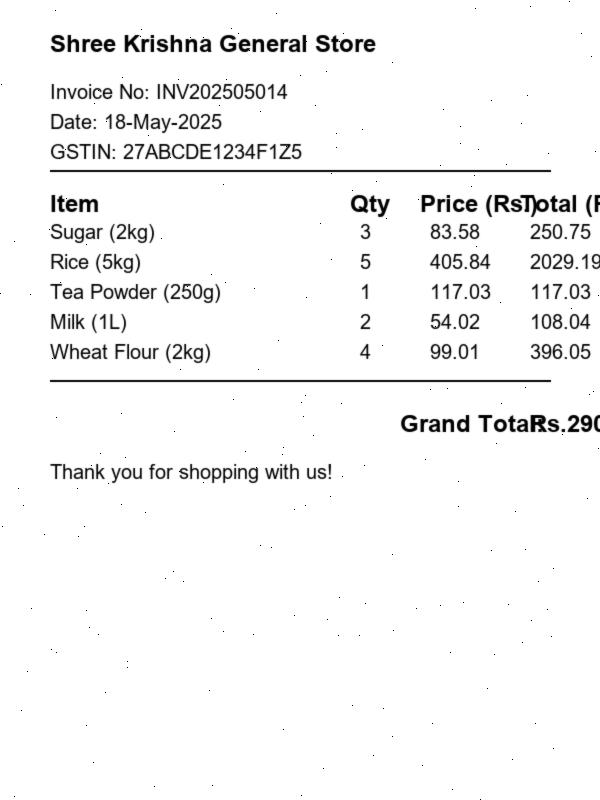 Shree Krishna General Store
Invoice No: INV202505014
Date: 18-May-2025
GSTIN: 27ABCDE1234F1Z5
Item Qty Price (Rs.) Total (R
Sugar (2kg) 3 83.58 250.75
Rice (5kg) 5 405.84 2029.19
Tea Powder (250g) 1 117.03 117.03
Milk (1L) 2 54.02 108.04
Wheat Flour (2kg) 4 99.01 396.05
Grand Total Rs.290
Thank you for shopping with us!